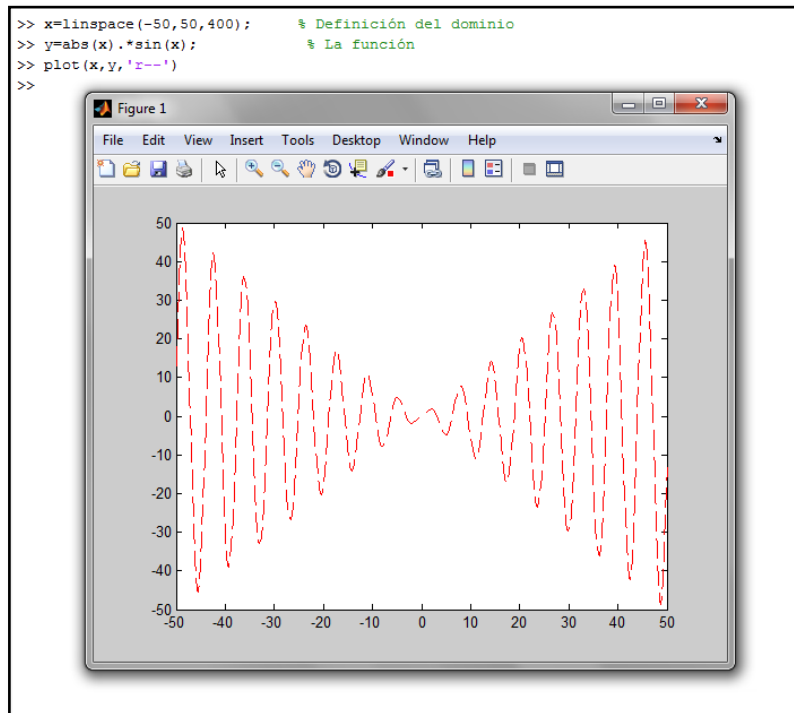 >> x=linspace(-50,50,400);     % Definición del dominio
>> y=abs(x).*sin(x);              % La función
>> plot(x,y,'r--')
>>
Figure 1
File Edit View Insert Tools Desktop Window Help
50
40
30
20
10
0
-10
-20
-30
-40
-50
-50 -40 -30 -20 -10 0 10 20 30 40 50